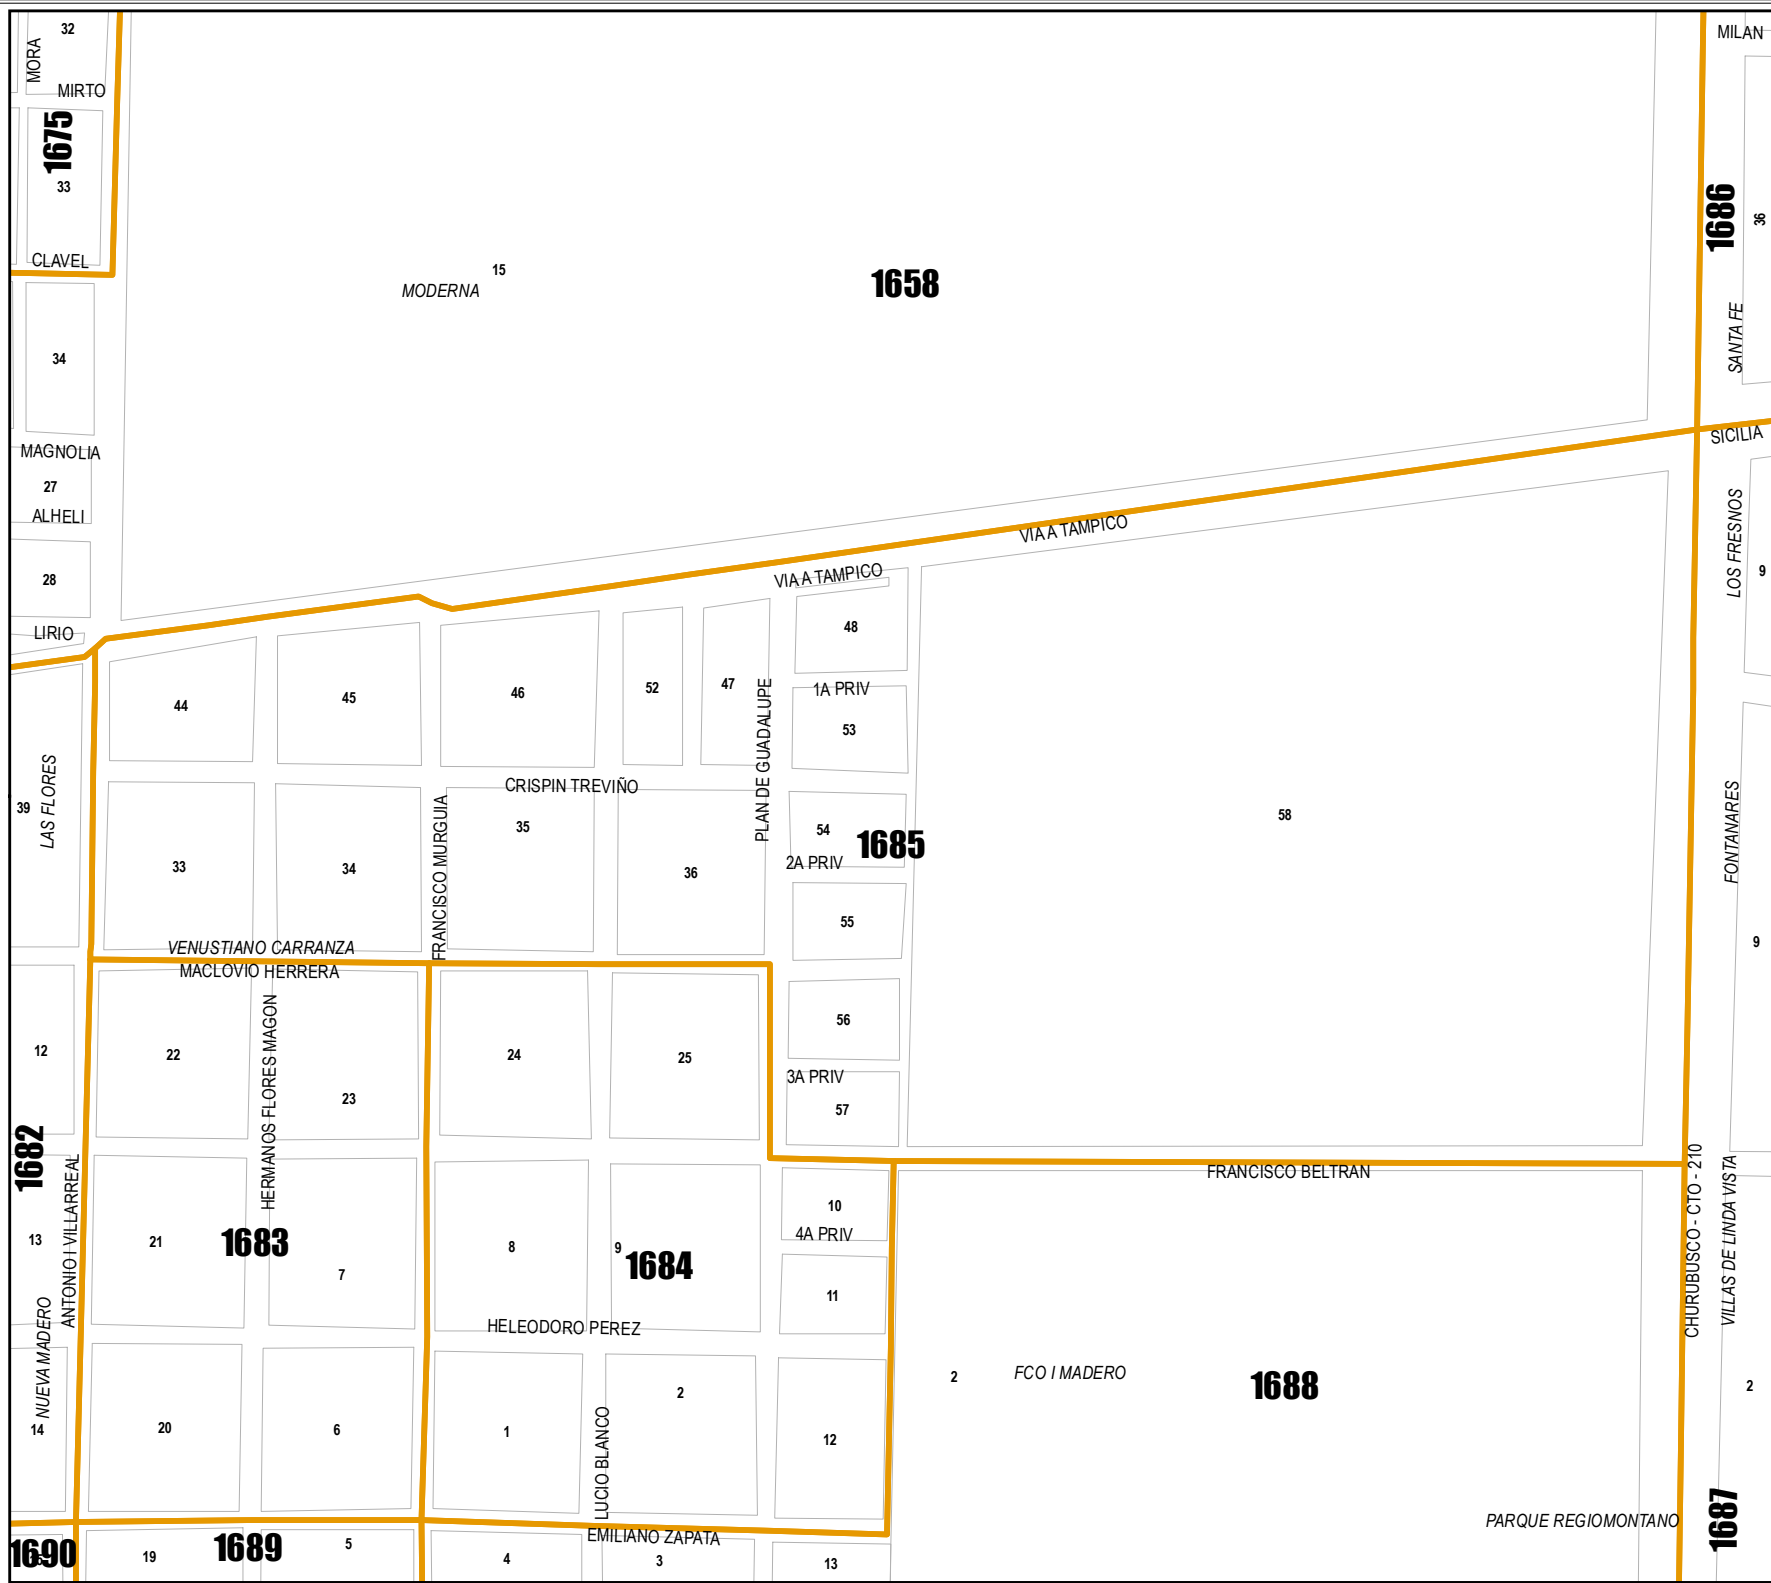 32
MILAN
MORA
MIRTO
1675
33
1686
36
CLAVEL
15
MODERNA
1658
SANTA FE
34
SICILIA
MAGNOLIA
27
ALHELI
VIA A TAMPICO
LOS FRESNOS
9
28
VIA A TAMPICO
LIRIO
48
44
45
46
52
47
1A PRIV
53
PLAN DE GUADALUPE
CRISPIN TREVIÑO
39
LAS FLORES
33
34
FRANCISCO MURGUIA
35
36
54
1685
2A PRIV
58
FONTANARES
55
9
VENUSTIANO CARRANZA
MACLOVIO HERRERA
12
22
HERMANOS FLORES MAGON
23
24
25
56
3A PRIV
57
1682
ANTONIO I VILLARREAL
FRANCISCO BELTRAN
CHURUBUSCO - CTO - 210
VILLAS DE LINDA VISTA
13
21
1683
7
8
9
1684
10
4A PRIV
11
HELEODORO PEREZ
NUEVA MADERO
14
20
6
1
LUCIO BLANCO
2
12
2
FCO I MADERO
1688
2
PARQUE REGIOMONTANO
1687
EMILIANO ZAPATA
1690
19
1689
5
4
3
13